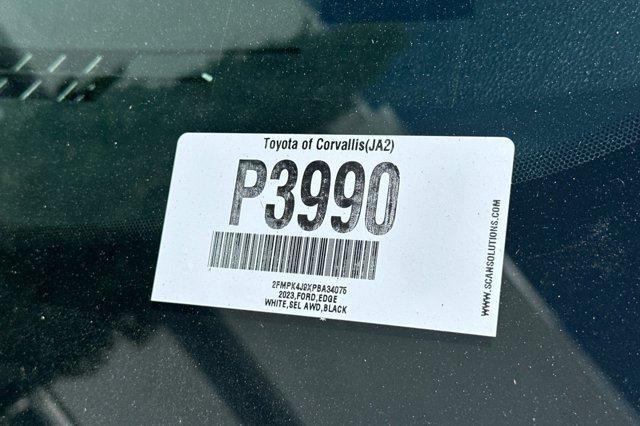 Toyota of Corvallis(JA2)
P3990
2FMPK4J9XPBA34075
2023,FORD,EDGE
WHITE,SEL AWD,BLACK
WWW.SCANSOLUTIONS.COM